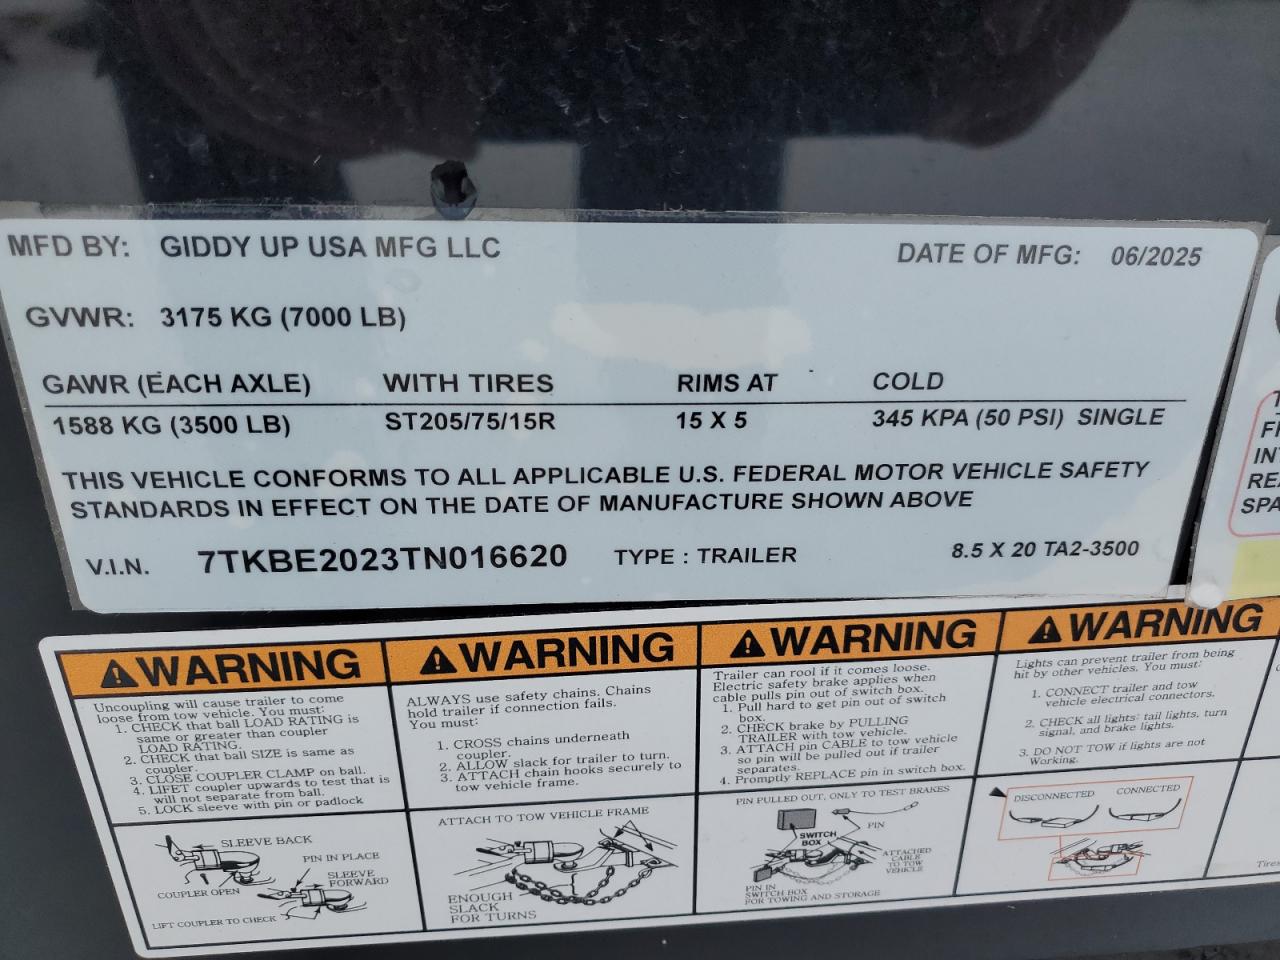 MFD BY: GIDDY UP USA MFG LLC DATE OF MFG: 06/2025
GVWR: 3175 KG (7000 LB)
GAWR (EACH AXLE) WITH TIRES RIMS AT COLD
1588 KG (3500 LB) ST205/75/15R 15 X 5 345 KPA (50 PSI) SINGLE
THIS VEHICLE CONFORMS TO ALL APPLICABLE U.S. FEDERAL MOTOR VEHICLE SAFETY
STANDARDS IN EFFECT ON THE DATE OF MANUFACTURE SHOWN ABOVE
V.I.N. 7TKBE2023TN016620 TYPE : TRAILER 8.5 X 20 TA2-3500
WARNING
Uncoupling will cause trailer to come
loose from tow vehicle. You must:
1. CHECK that ball LOAD RATING is
same or greater than coupler
LOAD RATING.
2. CHECK that ball SIZE is same as
coupler.
3. CLOSE COUPLER CLAMP on ball.
4. LIFET coupler upwards to test that is
will not separate from ball.
5. LOCK sleeve with pin or padlock
SLEEVE BACK
PIN IN PLACE
COUPLER OPEN
SLEEVE
FORWARD
LIFT COUPLER TO CHECK
WARNING
ALWAYS use safety chains. Chains
hold trailer if connection fails.
You must:
1. CROSS chains underneath
coupler.
2. ALLOW slack for trailer to turn.
3. ATTACH chain hooks securely to
tow vehicle frame.
ATTACH TO TOW VEHICLE FRAME
ENOUGH
SLACK
FOR TURNS
WARNING
Trailer can rool if it comes loose.
Electric safety brake applies when
cable pulls pin out of switch box.
1. Pull hard to get pin out of switch
box.
2. CHECK brake by PULLING
TRAILER with tow vehicle.
3. ATTACH pin CABLE to tow vehicle
so pin will be pulled out if trailer
separates.
4. Promptly REPLACE pin in switch box.
PIN PULLED OUT, ONLY TO TEST BRAKES
PIN
SWITCH
BOX
ATTACHED
CABLE
TO TOW
VEHICLE
PIN IN
SWITCH BOX
FOR TOWING AND STORAGE
WARNING
Lights can prevent trailer from being
hit by other vehicles. You must:
1. CONNECT trailer and tow
vehicle electrical connectors.
2. CHECK all lights: tail lights, turn
signal, and brake lights.
3. DO NOT TOW if lights are not
Working.
DISCONNECTED CONNECTED